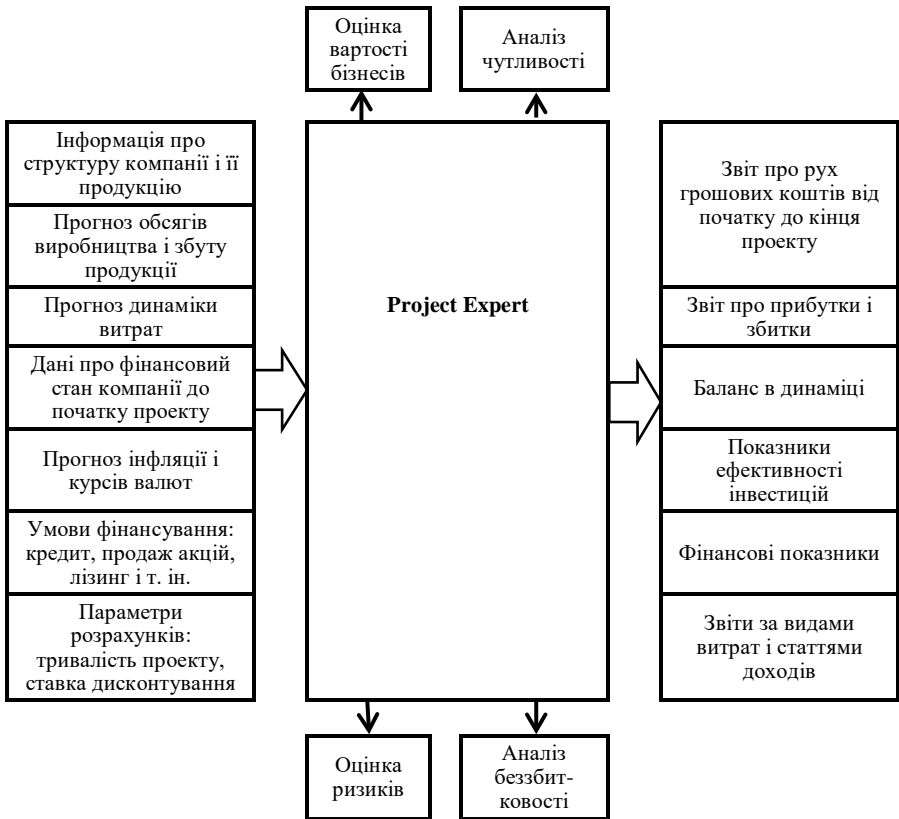 Оцінка
вартості
бізнесів
Аналіз
чутливості
Інформація про
структуру компанії і її
продукцію
Прогноз обсягів
виробництва і збуту
продукції
Прогноз динаміки
витрат
Дані про фінансовий
стан компанії до
початку проекту
Прогноз інфляції і
курсів валют
Умови фінансування:
кредит, продаж акцій,
лізинг і т. ін.
Параметри
розрахунків:
тривалість проекту,
ставка дисконтування
Project Expert
Звіт про рух
грошових коштів від
початку до кінця
проекту
Звіт про прибутки і
збитки
Баланс в динаміці
Показники
ефективності
інвестицій
Фінансові показники
Звіти за видами
витрат і статтями
доходів
Оцінка
ризиків
Аналіз
беззбит-
ковості